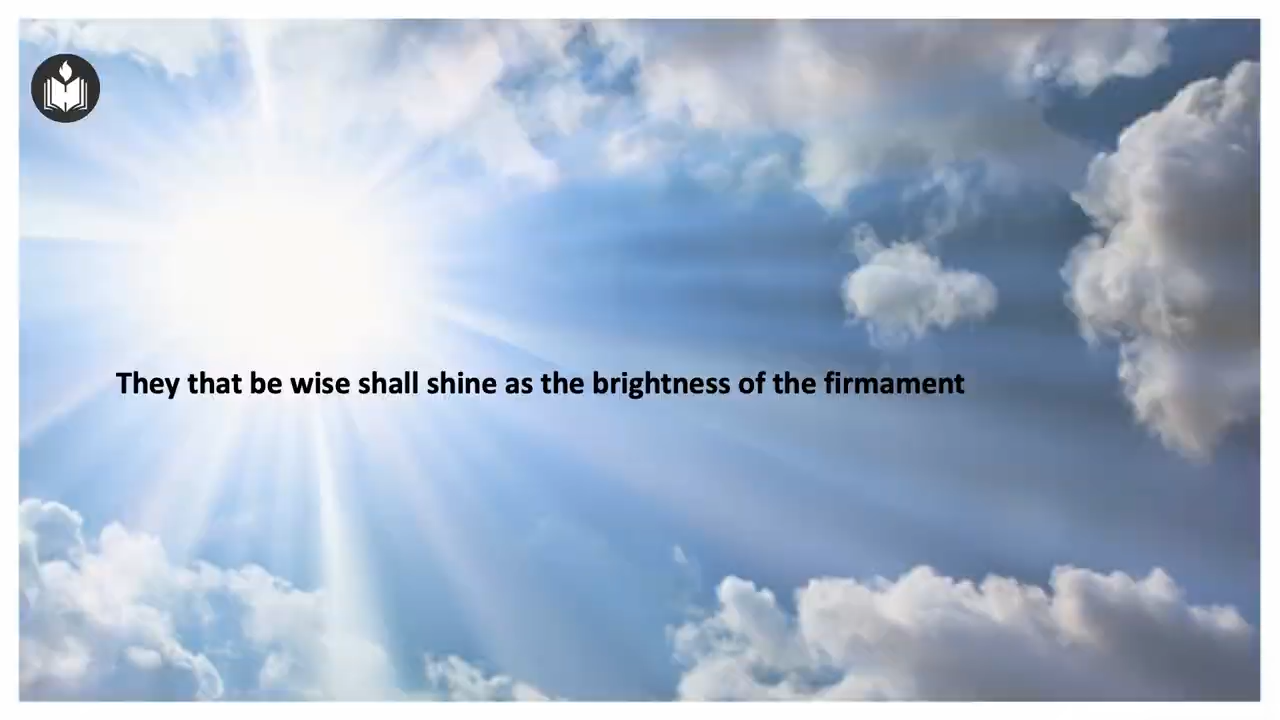 They that be wise shall shine as the brightness of the firmament